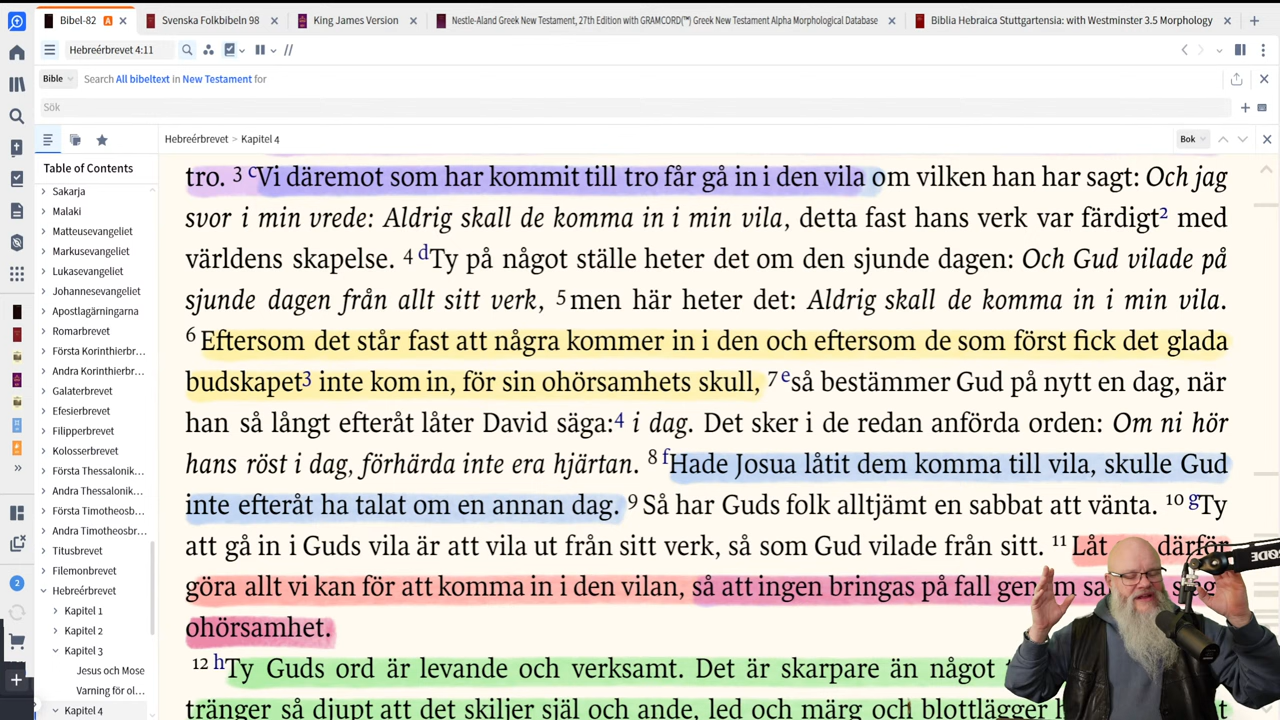 Bibel-82 A
Svenska Folkbibeln 98
King James Version
Nestle-Aland Greek New Testament, 27th Edition with GRAMCORD(™) Greek New Testament Alpha Morphological Database
Biblia Hebraica Stuttgartensia: with Westminster 3.5 Morphology
Hebreérbrevet 4:11
Bible Search All bibeltext in New Testament for
Sök
Hebreérbrevet > Kapitel 4
Bok
Table of Contents
Sakarja
Malaki
Matteusevangeliet
Markusevangeliet
Lukasevangeliet
Johannesevangeliet
Apostlagärningarna
Romarbrevet
Första Korinthierbr...
Andra Korinthierbr...
Galaterbrevet
Efesierbrevet
Filipperbrevet
Kolosserbrevet
Första Thessalonik...
Andra Thessalonik...
Första Timoteosb...
Andra Timotheosbr...
Titusbrevet
Filemonbrevet
Hebreérbrevet
Kapitel 1
Kapitel 2
Kapitel 3
Jesus och Mose
Varning för ol...
Kapitel 4
2
tro. 3 cVi däremot som har kommit till tro får gå in i den vila om vilken han har sagt: Och jag
svor i min vrede: Aldrig skall de komma in i min vila, detta fast hans verk var färdigt2 med
världens skapelse. 4 dTy på något ställe heter det om den sjunde dagen: Och Gud vilade på
sjunde dagen från allt sitt verk, 5 men här heter det: Aldrig skall de komma in i min vila.
6 Eftersom det står fast att några kommer in i den och eftersom de som först fick det glada
budskapet3 inte kom in, för sin ohörsamhets skull, 7 eså bestämmer Gud på nytt en dag, när
han så långt efteråt låter David säga:4 i dag. Det sker i de redan anförda orden: Om ni hör
hans röst i dag, förhärda inte era hjärtan. 8 fHade Josua låtit dem komma till vila, skulle Gud
inte efteråt ha talat om en annan dag. 9 Så har Guds folk alltjämt en sabbat att vänta. 10 gTy
att gå in i Guds vila är att vila ut från sitt verk, så som Gud vilade från sitt. 11 Låt därför
göra allt vi kan för att komma in i den vilan, så att ingen bringas på fall
ohörsamhet.
12 hTy Guds ord är levande och verksamt. Det är skarpare än något
tränger så djupt att det skiljer själ och ande, led och märg och blottlägger